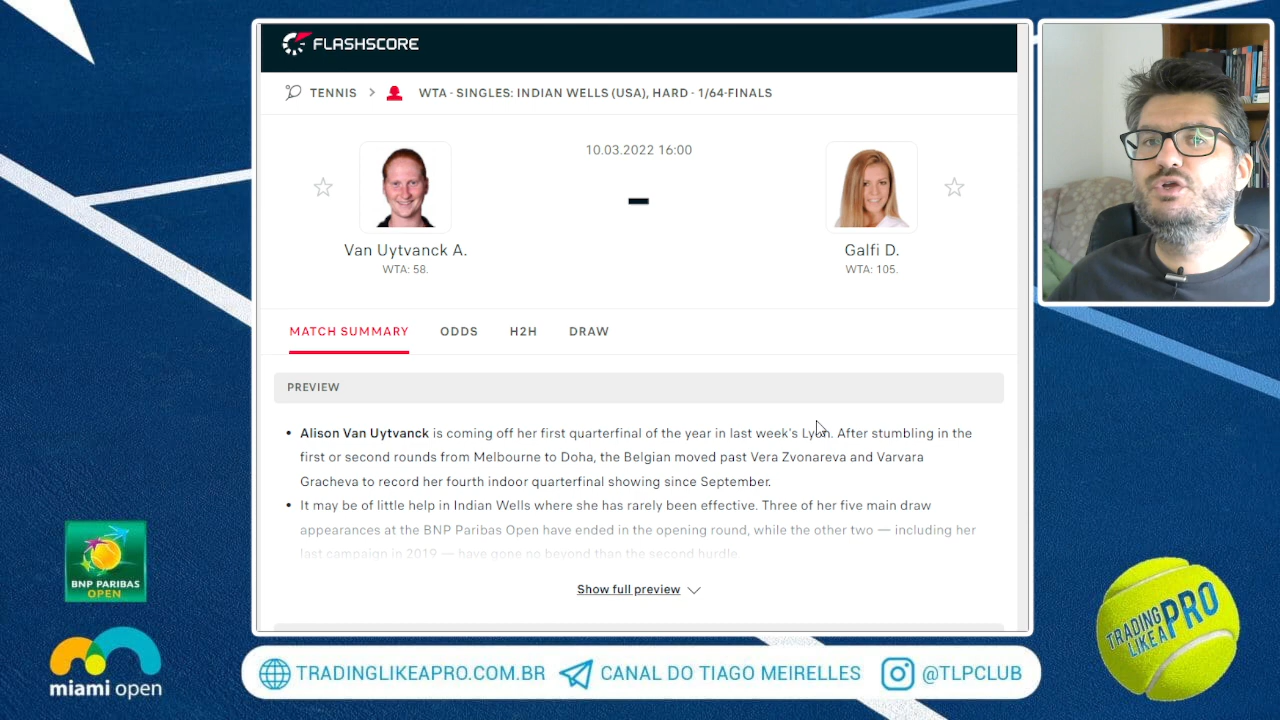 FLASHSCORE
TENNIS > WTA - SINGLES: INDIAN WELLS (USA), HARD - 1/64-FINALS
10.03.2022 16:00
-
Van Uytvanck A.
WTA: 58.
Galfi D.
WTA: 105.
MATCH SUMMARY ODDS H2H DRAW
PREVIEW
• Alison Van Uytvanck is coming off her first quarterfinal of the year in last week's Lyon. After stumbling in the
first or second rounds from Melbourne to Doha, the Belgian moved past Vera Zvonareva and Varvara
Gracheva to record her fourth indoor quarterfinal showing since September.
• It may be of little help in Indian Wells where she has rarely been effective. Three of her five main draw
appearances at the BNP Paribas Open have ended in the opening round, while the other two — including her
last campaign in 2019 — have gone no beyond than the second hurdle.
Show full preview
BNP PARIBAS
OPEN
miami open
TRADINGLIKEAPRO.COM.BR CANAL DO TIAGO MEIRELLES @TLPCLUB
TRADING
LIKE A PRO